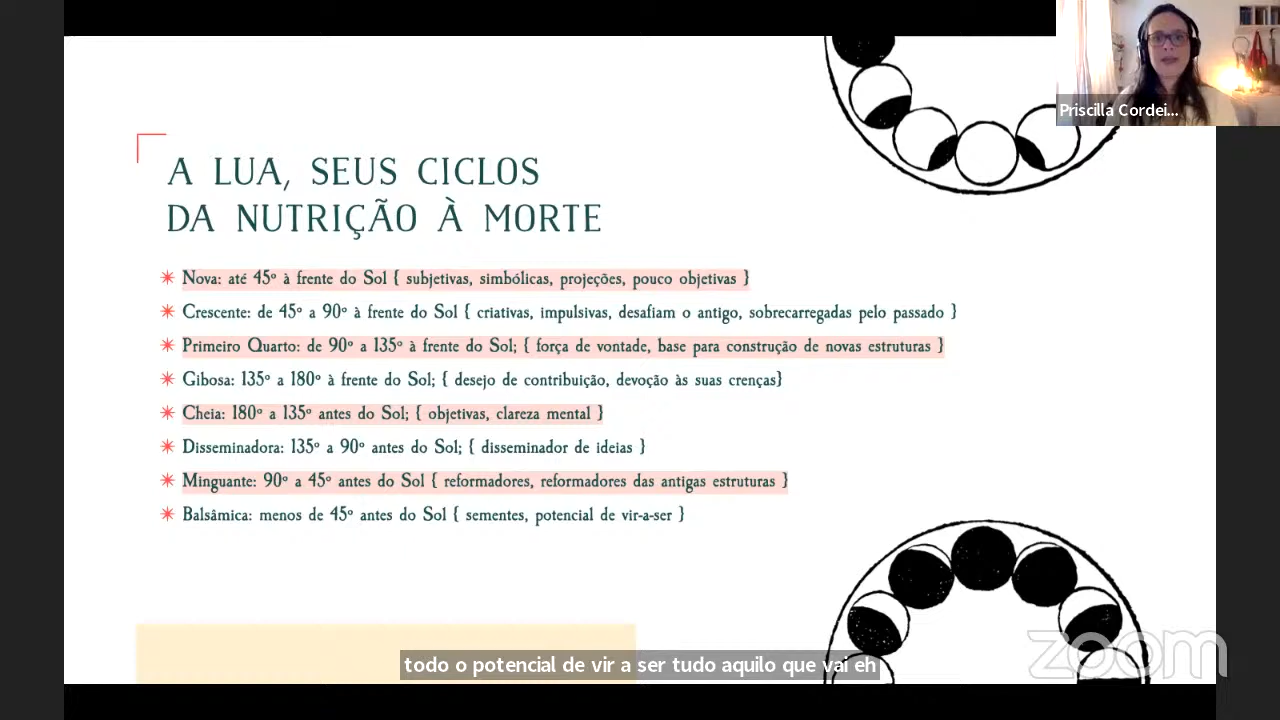 Priscilla Cordei...
A LUA, SEUS CICLOS
DA NUTRIÇÃO À MORTE
Nova: até 45º à frente do Sol { subjetivas, simbólicas, projeções, pouco objetivas }
Crescente: de 45º a 90º à frente do Sol { criativas, impulsivas, desafiam o antigo, sobrecarregadas pelo passado }
Primeiro Quarto: de 90º a 135º à frente do Sol; { força de vontade, base para construção de novas estruturas }
Gibosa: 135º a 180º à frente do Sol; { desejo de contribuição, devoção às suas crenças}
Cheia: 180º a 135º antes do Sol; { objetivas, clareza mental }
Disseminadora: 135º a 90º antes do Sol; { disseminador de ideias }
Minguante: 90º a 45º antes do Sol { reformadores, reformadores das antigas estruturas }
Balsâmica: menos de 45º antes do Sol { sementes, potencial de vir-a-ser }
todo o potencial de vir a ser tudo aquilo que vai eh
zoom